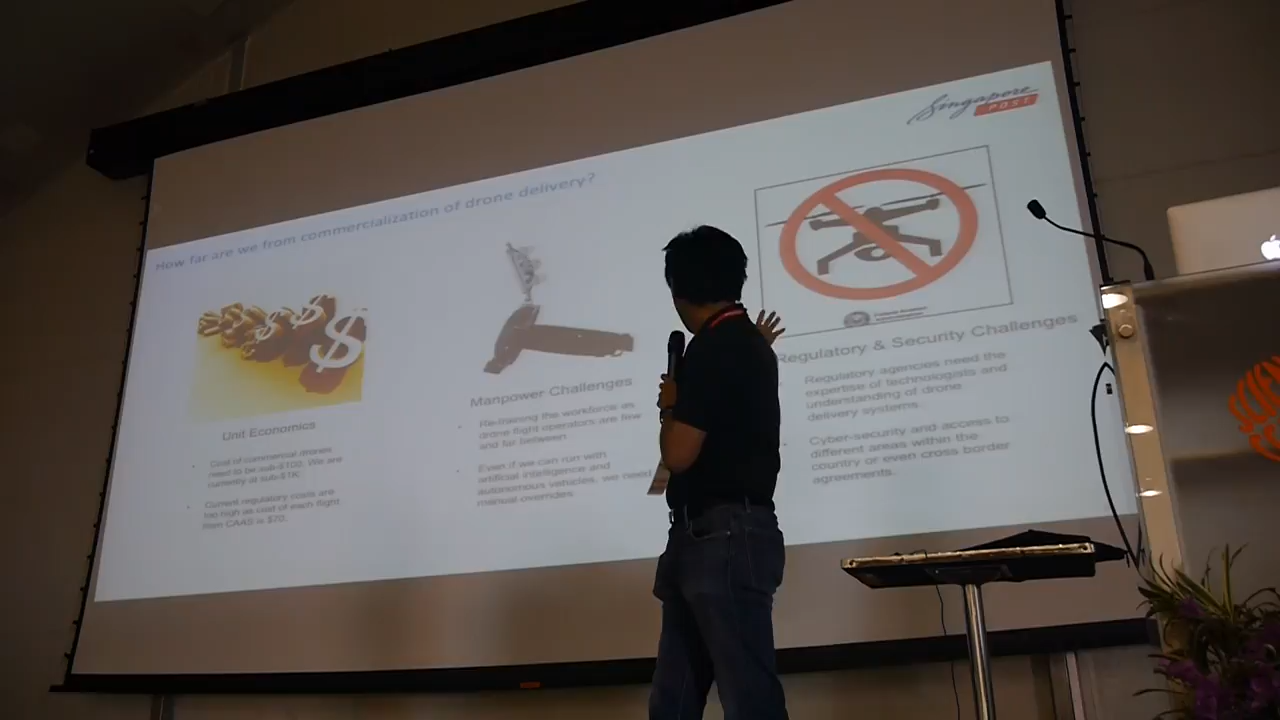 Singapore
POST
How far are we from commercialization of drone delivery?
Unit Economics
Cost of commercial drones
need to be sub-$100. We are
currently at sub-$1K.
Current regulatory costs are
too high as cost of each flight
from CAAS is $70.
Manpower Challenges
Re-training the workforce as
drone flight operators are few
and far between
Even if we can run with
artificial intelligence and
autonomous vehicles, we need
manual overrides.
Federal Aviation
Administration
Regulatory & Security Challenges
Regulatory agencies need the
expertise of technologists and
understanding of drone
delivery systems.
Cyber-security and access to
different areas within the
country or even cross border
agreements.